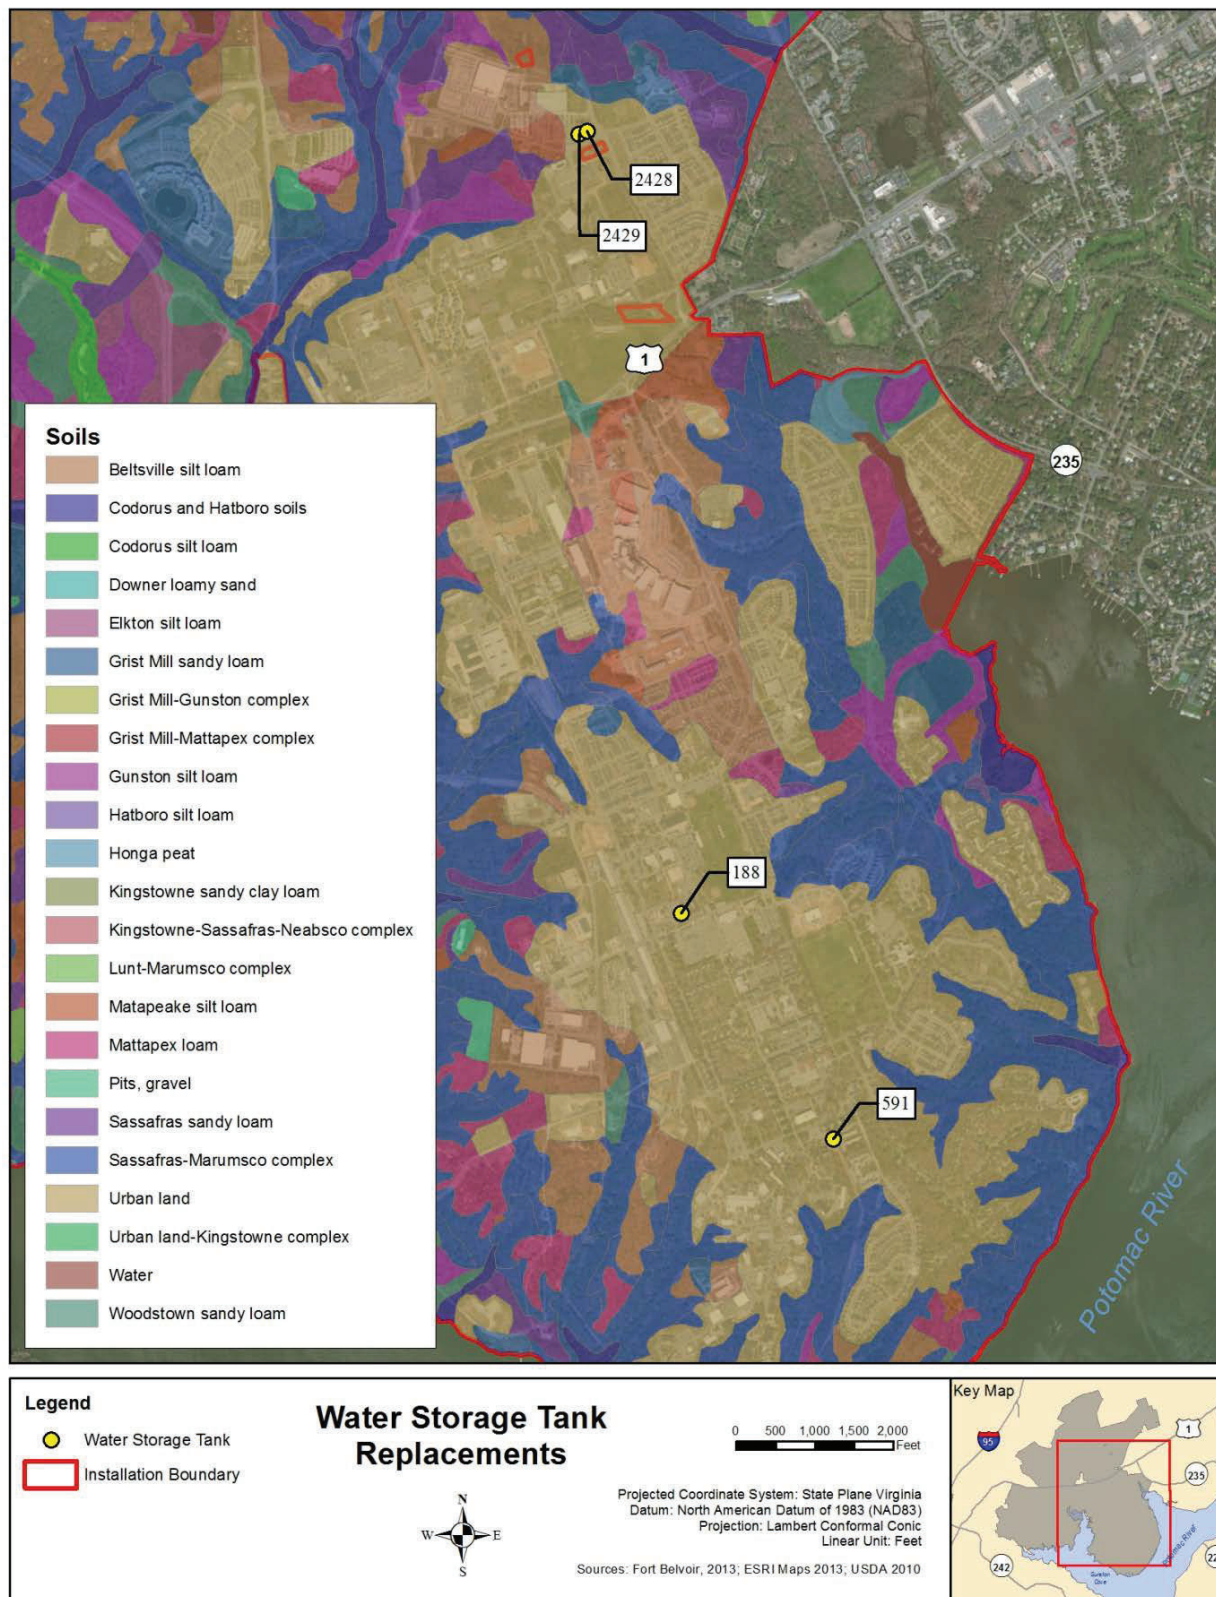 2428
2429
1
235
Soils
Beltsville silt loam
Codorus and Hatboro soils
Codorus silt loam
Downer loamy sand
Elkton silt loam
Grist Mill sandy loam
Grist Mill-Gunston complex
Grist Mill-Mattapex complex
Gunston silt loam
Hatboro silt loam
Honga peat
Kingstowne sandy clay loam
Kingstowne-Sassafras-Neabsco complex
Lunt-Marumsco complex
Matapeake silt loam
Mattapex loam
Pits, gravel
Sassafras sandy loam
Sassafras-Marumsco complex
Urban land
Urban land-Kingstowne complex
Water
Woodstown sandy loam
188
591
Potomac River
Legend
Water Storage Tank
Installation Boundary
Water Storage Tank
Replacements
N
W E
S
0 500 1,000 1,500 2,000
Feet
Projected Coordinate System: State Plane Virginia
Datum: North American Datum of 1983 (NAD83)
Projection: Lambert Conformal Conic
Linear Unit: Feet
Sources: Fort Belvoir, 2013; ESRI Maps 2013; USDA 2010
Key Map
95
1
235
242
Gunston
Cove
River